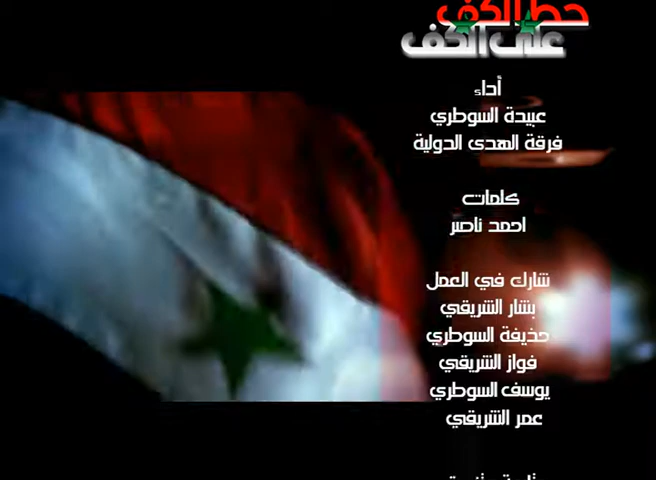 حط الكف
على الكف
أداء
عبيدة السوطري
فرقة الهدى الدولية
كلمات
احمد ناصر
شارك في العمل
بشار الشريقي
حذيفة السوطري
فواز الشريقي
يوسف السوطري
عمر الشريقي